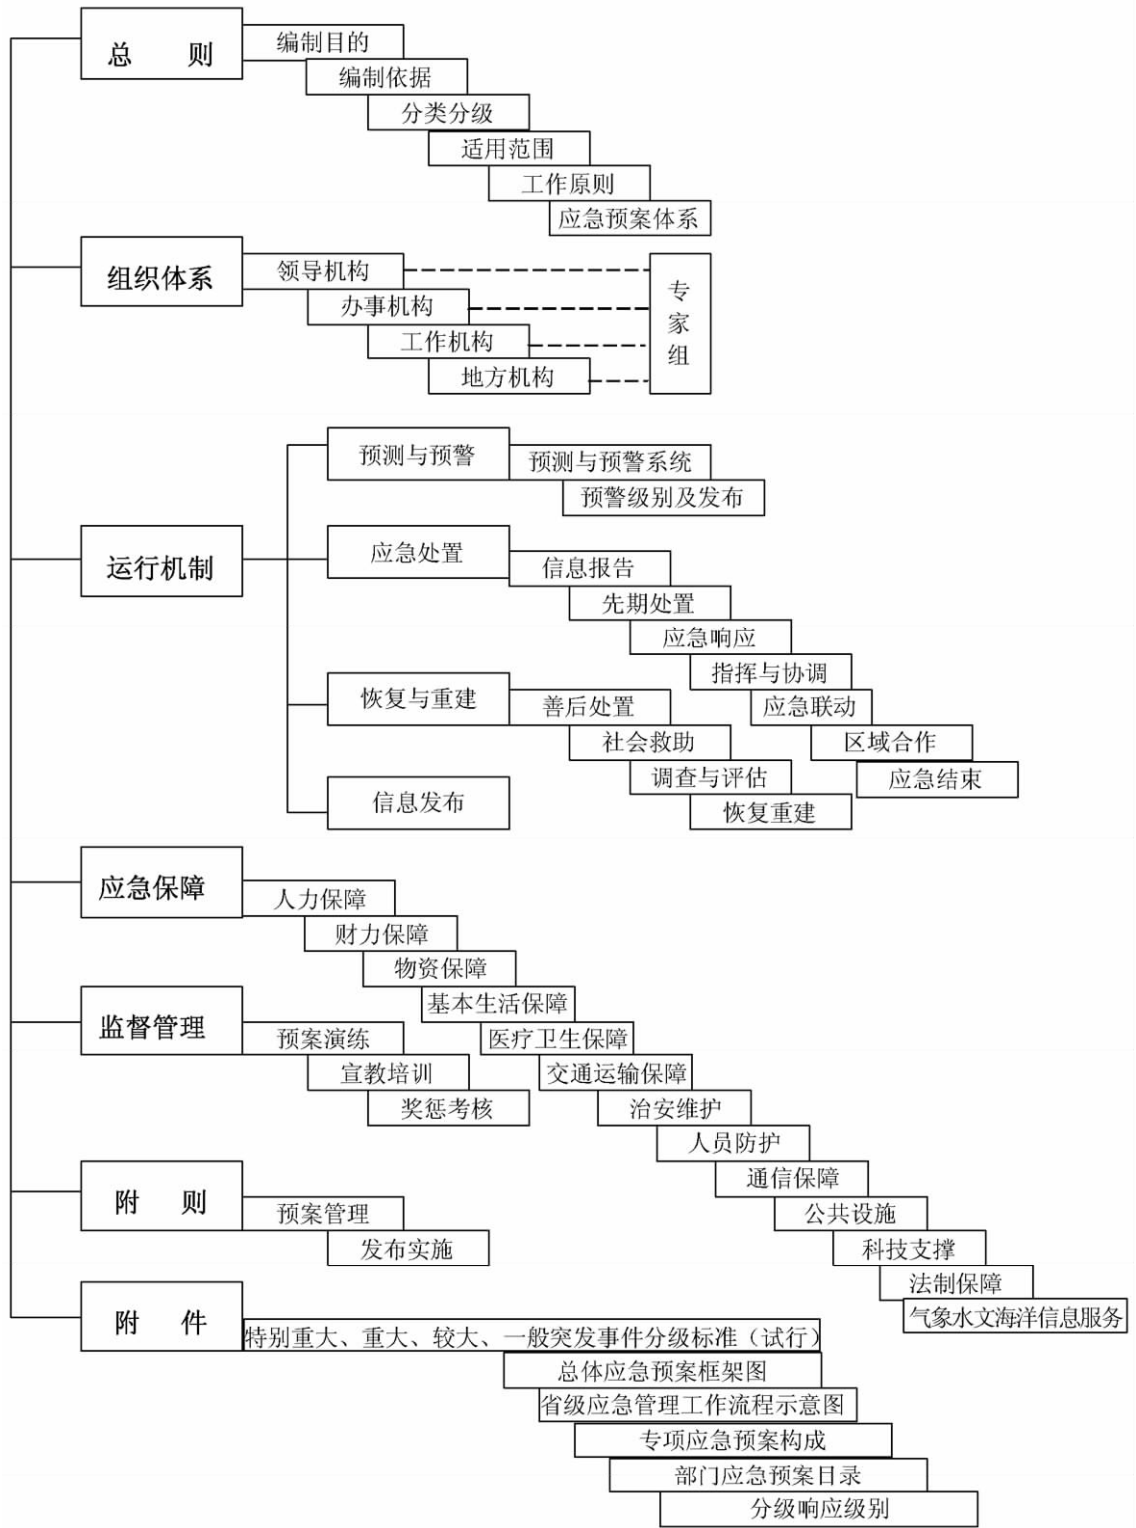 总 则
编制目的
编制依据
分类分级
适用范围
工作原则
应急预案体系
组织体系
领导机构
办事机构
工作机构
地方机构
专家组
运行机制
预测与预警
预测与预警系统
预警级别及发布
应急处置
信息报告
先期处置
应急响应
指挥与协调
应急联动
区域合作
应急结束
恢复与重建
善后处置
社会救助
调查与评估
恢复重建
信息发布
应急保障
人力保障
财力保障
物资保障
基本生活保障
医疗卫生保障
交通运输保障
治安维护
人员防护
通信保障
公共设施
科技支撑
法制保障
气象水文海洋信息服务
监督管理
预案演练
宣教培训
奖惩考核
附 则
预案管理
发布实施
附 件
特别重大、重大、较大、一般突发事件分级标准（试行）
总体应急预案框架图
省级应急管理工作流程示意图
专项应急预案构成
部门应急预案目录
分级响应级别